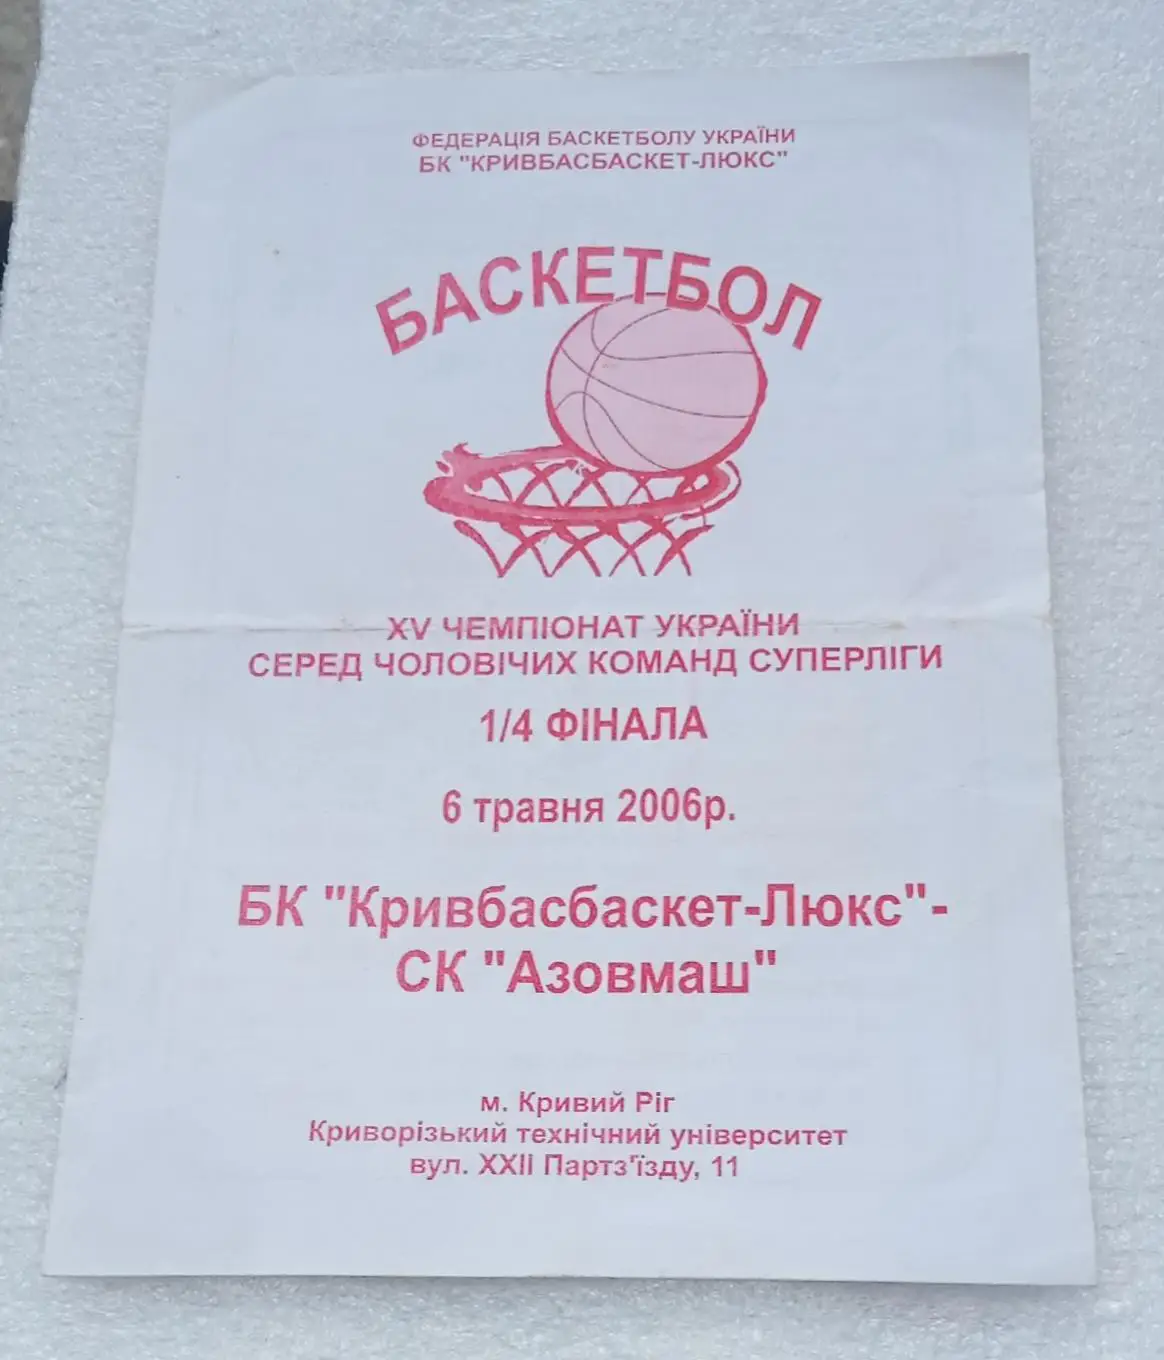 ФЕДЕРАЦІЯ БАСКЕТБОЛУ УКРАЇНИ
БК "КРИВБАСБАСКЕТ-ЛЮКС"
БАСКЕТБОЛ
XV ЧЕМПІОНАТ УКРАЇНИ
СЕРЕД ЧОЛОВІЧИХ КОМАНД СУПЕРЛІГИ
1/4 ФІНАЛА
6 травня 2006р.
БК "Кривбасбаскет-Люкс"-
СК "Азовмаш"
м. Кривий Ріг
Криворізький технічний університет
вул. XXII Партз'їзду, 11